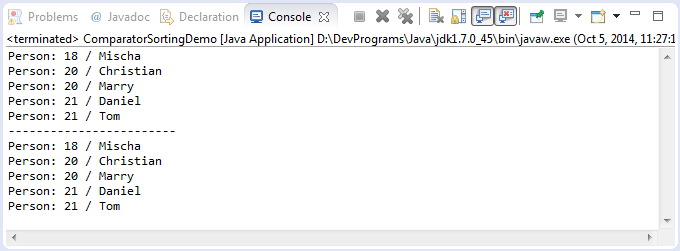 Problems @ Javadoc Declaration Console
<terminated> ComparatorSortingDemo [Java Application] D:\DevPrograms\Java\jdk1.7.0_45\bin\javaw.exe (Oct 5, 2014, 11:27:1
Person: 18 / Mischa
Person: 20 / Christian
Person: 20 / Marry
Person: 21 / Daniel
Person: 21 / Tom
------------------------
Person: 18 / Mischa
Person: 20 / Christian
Person: 20 / Marry
Person: 21 / Daniel
Person: 21 / Tom